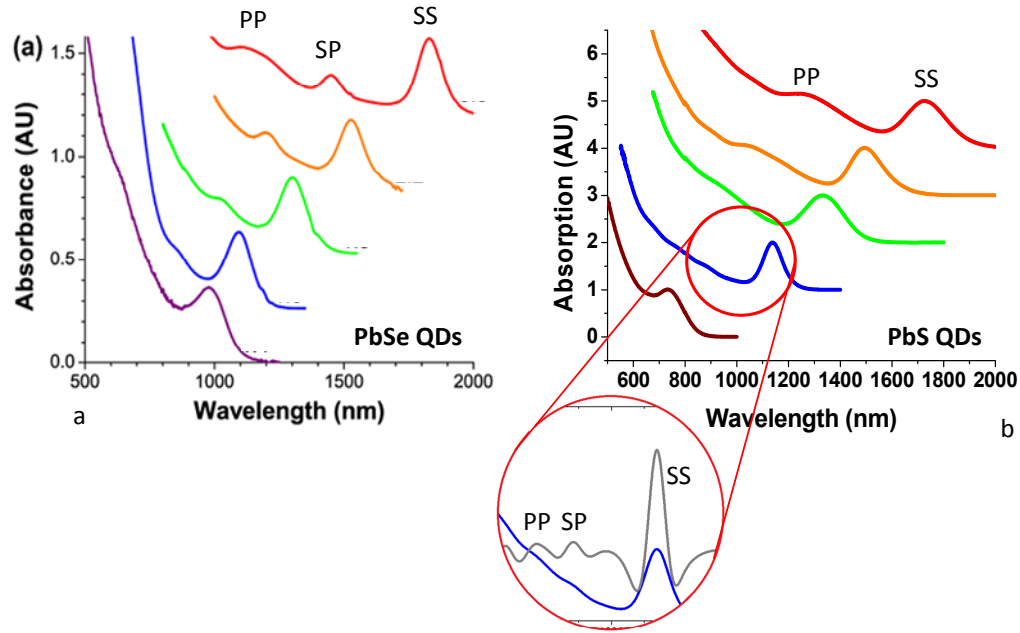 PP
SP
SS
(a)
1.5
1.0
0.5
0.0
Absorbance (AU)
PbSe QDs
500
1000
1500
2000
Wavelength (nm)
a
6
5
4
3
2
1
0
Absorption (AU)
PP
SS
PbS QDs
600
800
1000
1200
1400
1600
1800
2000
Wavelength (nm)
b
PP
SP
SS